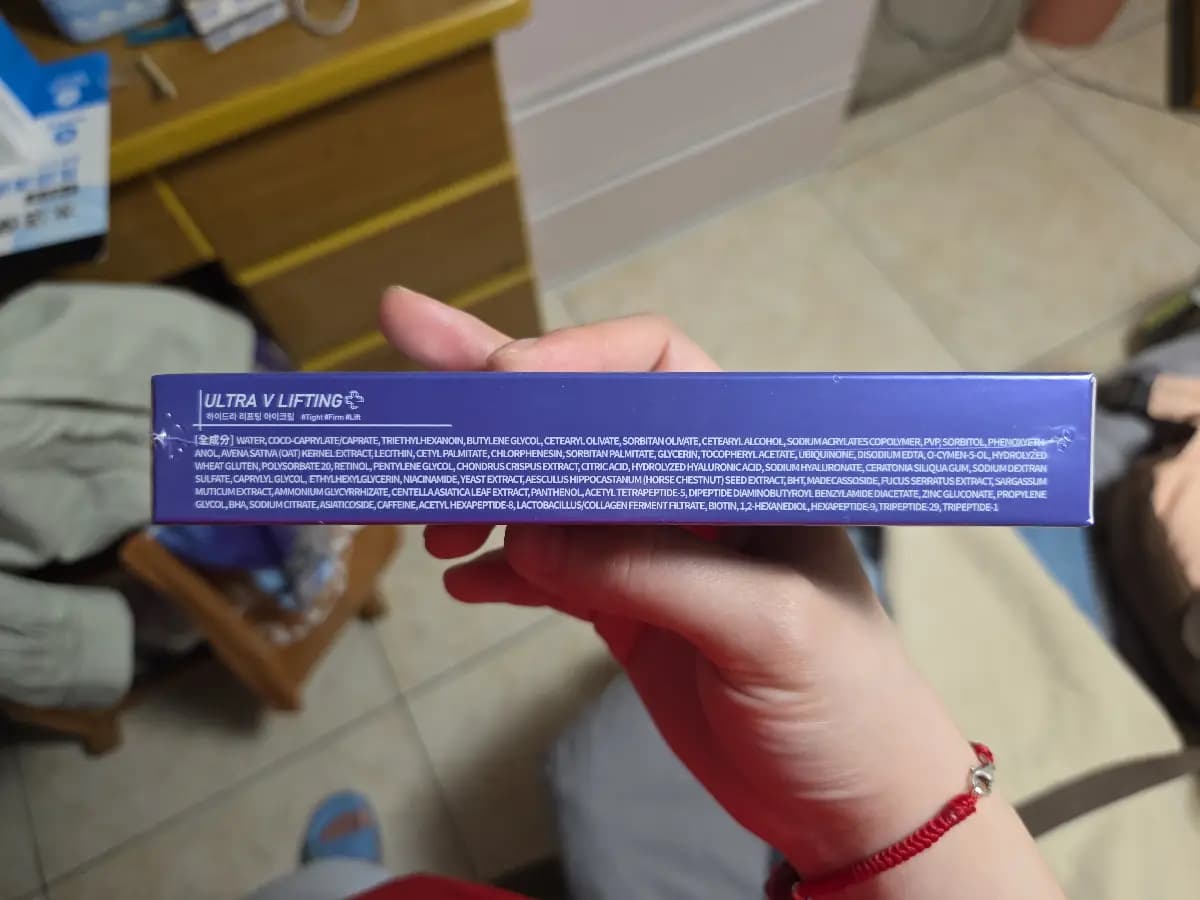 ULTRA V LIFTING
하이드라 리프팅 아이크림 #Tight #Firm #Lift
[全成分] WATER, COCO-CAPRYLATE/CAPRATE, TRIETHYLHEXANOIN, BUTYLENE GLYCOL, CETEARYL OLIVATE, SORBITAN OLIVATE, CETEARYL ALCOHOL, SODIUM ACRYLATES COPOLYMER, PVP, SORBITOL, PHENOXYETH-
ANOL, AVENA SATIVA (OAT) KERNEL EXTRACT, LECITHIN, CETYL PALMITATE, CHLORPHENESIN, SORBITAN PALMITATE, GLYCERIN, TOCOPHERYL ACETATE, UBIQUINONE, DISODIUM EDTA, O-CYMEN-5-OL, HYDROLYZED
WHEAT GLUTEN, POLYSORBATE 20, RETINOL, PENTYLENE GLYCOL, CHONDRUS CRISPUS EXTRACT, CITRIC ACID, HYDROLYZED HYALURONIC ACID, SODIUM HYALURONATE, CERATONIA SILIQUA GUM, SODIUM DEXTRAN
SULFATE, CAPRYLYL GLYCOL, ETHYLHEXYLGLYCERIN, NIACINAMIDE, YEAST EXTRACT, AESCULUS HIPPOCASTANUM (HORSE CHESTNUT) SEED EXTRACT, BHT, MADECASSOSIDE, FUCUS SERRATUS EXTRACT, SARGASSUM
MUTICUM EXTRACT, AMMONIUM GLYCYRRHIZATE, CENTELLA ASIATICA LEAF EXTRACT, PANTHENOL, ACETYL TETRAPEPTIDE-5, DIPEPTIDE DIAMINOBUTYROYL BENZYLAMIDE DIACETATE, ZINC GLUCONATE, PROPYLENE
GLYCOL, BHA, SODIUM CITRATE, ASIATICOSIDE, CAFFEINE, ACETYL HEXAPEPTIDE-8, LACTOBACILLUS/COLLAGEN FERMENT FILTRATE, BIOTIN, 1,2-HEXANEDIOL, HEXAPEPTIDE-9, TRIPEPTIDE-29, TRIPEPTIDE-1